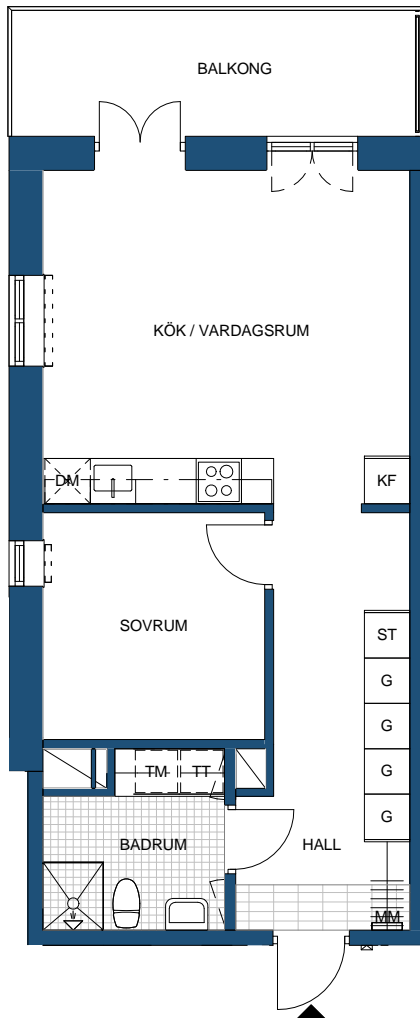 BALKONG
KÖK / VARDAGSRUM
DM
KF
SOVRUM
ST
G
G
G
G
TM TT
BADRUM
HALL
MM